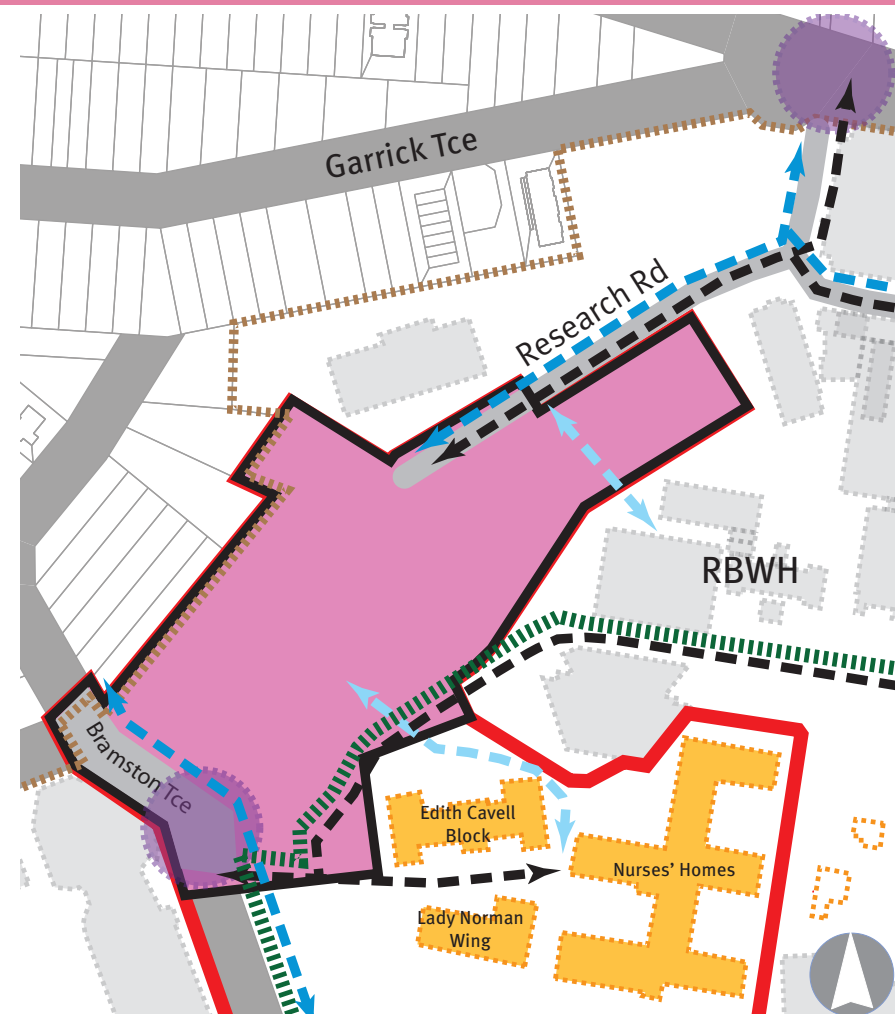 Garrick Tce
Research Rd
RBWH
Bramston Tce
Edith Cavell
Block
Nurses' Homes
Lady Norman
Wing